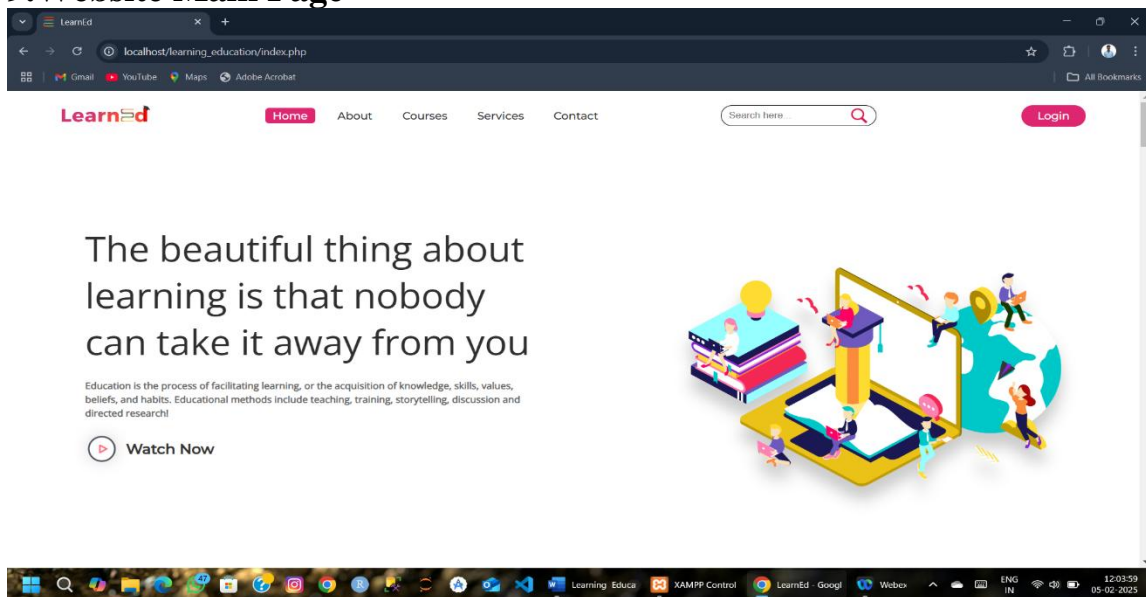 LearnEd
localhost/learning_education/index.php
Gmail YouTube Maps Adobe Acrobat All Bookmarks
LearnEd Home About Courses Services Contact Search here... Login
The beautiful thing about
learning is that nobody
can take it away from you
Education is the process of facilitating learning, or the acquisition of knowledge, skills, values,
beliefs, and habits. Educational methods include teaching, training, storytelling, discussion and
directed research!
Watch Now
47 Learning Educa XAMPP Control LearnEd - Googl Webex ENG 12:03:59
IN 05-02-2025